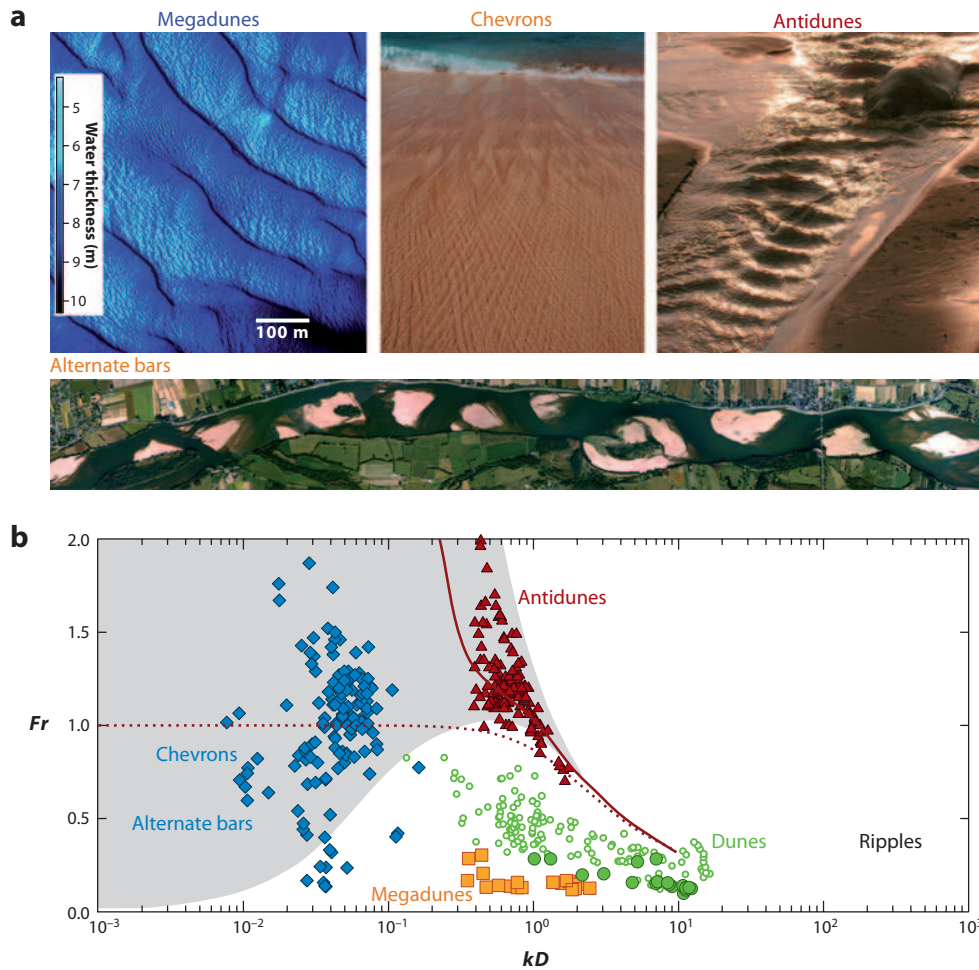 a
Megadunes
Chevrons
Antidunes
5
6
7
8
9
10
Water thickness (m)
100 m
Alternate bars
b
2.0
1.5
1.0
0.5
0.0
Fr
Antidunes
Chevrons
Alternate bars
Megadunes
Dunes
Ripples
10⁻³
10⁻²
10⁻¹
10⁰
10¹
10²
10³
kD